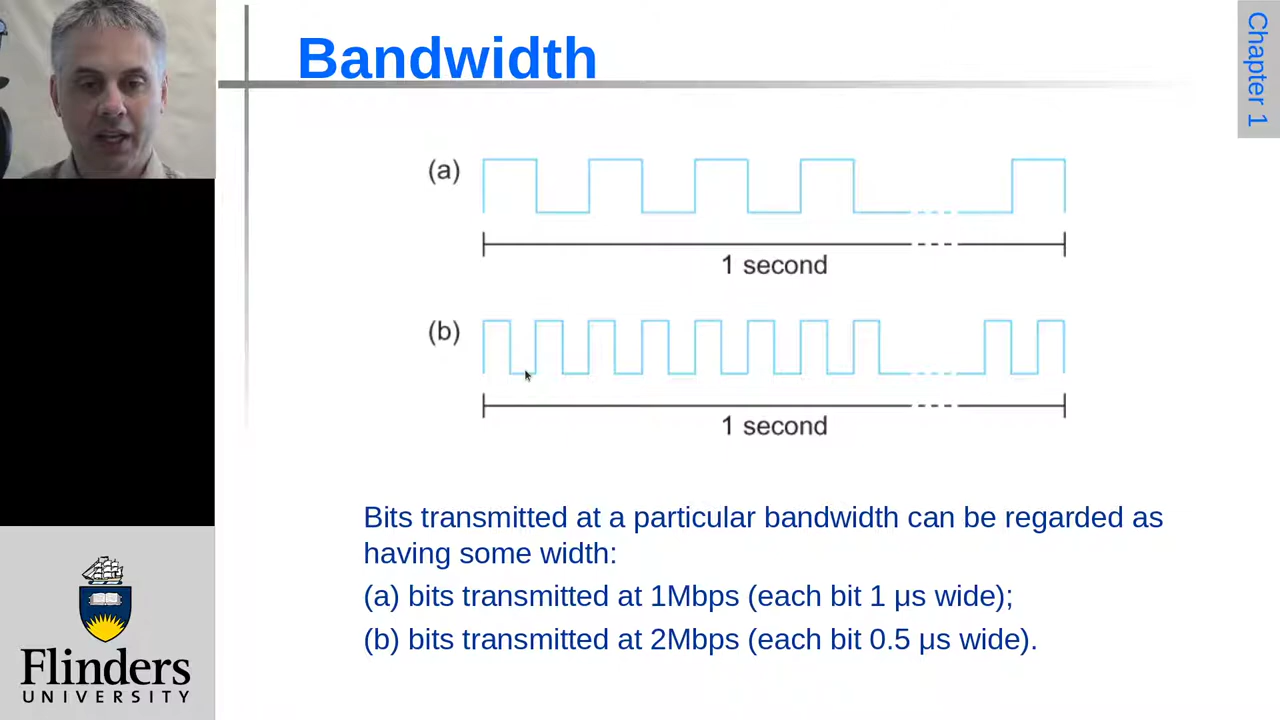 Bandwidth
Chapter 1
(a)
1 second
(b)
1 second
Bits transmitted at a particular bandwidth can be regarded as
having some width:
(a) bits transmitted at 1Mbps (each bit 1 μs wide);
(b) bits transmitted at 2Mbps (each bit 0.5 μs wide).
Flinders
UNIVERSITY